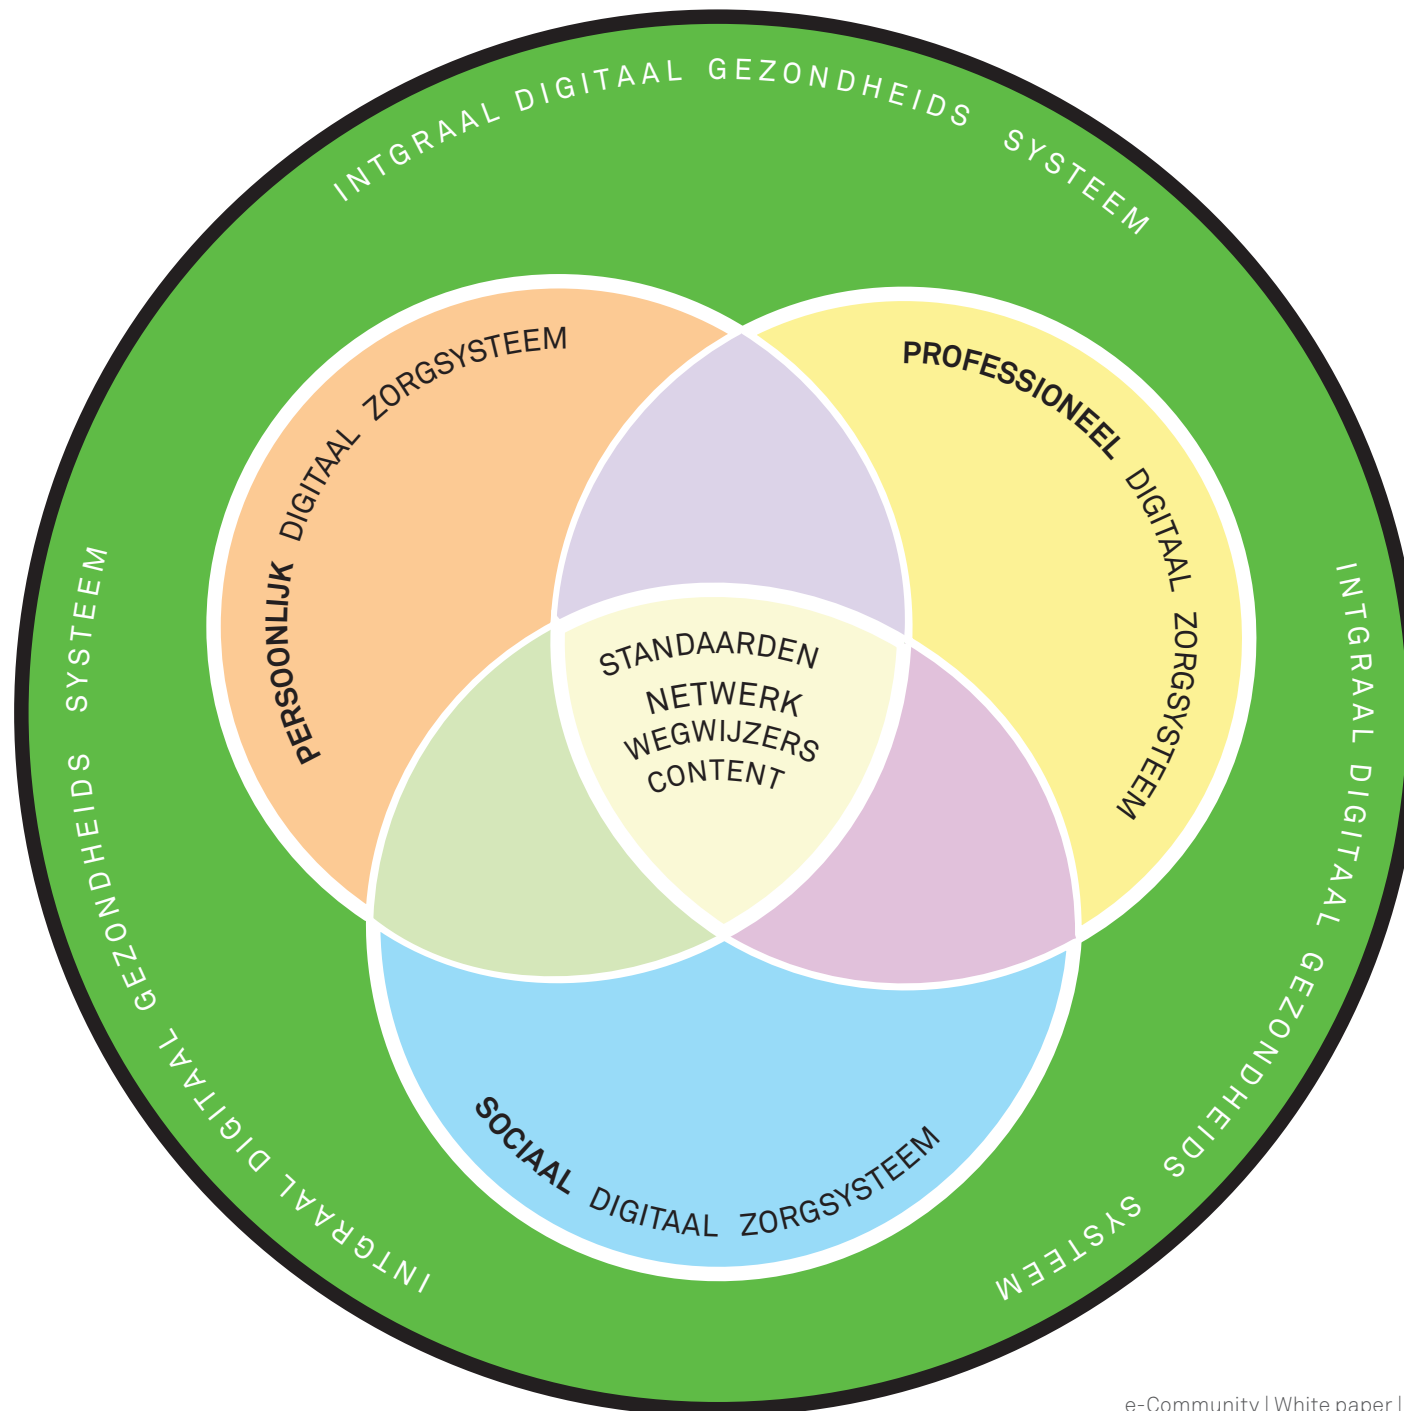 INTGRAAL DIGITAAL GEZONDHEIDS SYSTEEM
PERSOONLIJK DIGITAAL ZORGSYSTEEM
PROFESSIONEEL DIGITAAL ZORGSYSTEEM
INTGRAAL DIGITAAL GEZONDHEIDS SYSTEEM
INTGRAAL DIGITAAL GEZONDHEIDS SYSTEEM
STANDAARDEN
NETWERK
WEGWIJZERS
CONTENT
SOCIAAL DIGITAAL ZORGSYSTEEM
e-Community | White paper |